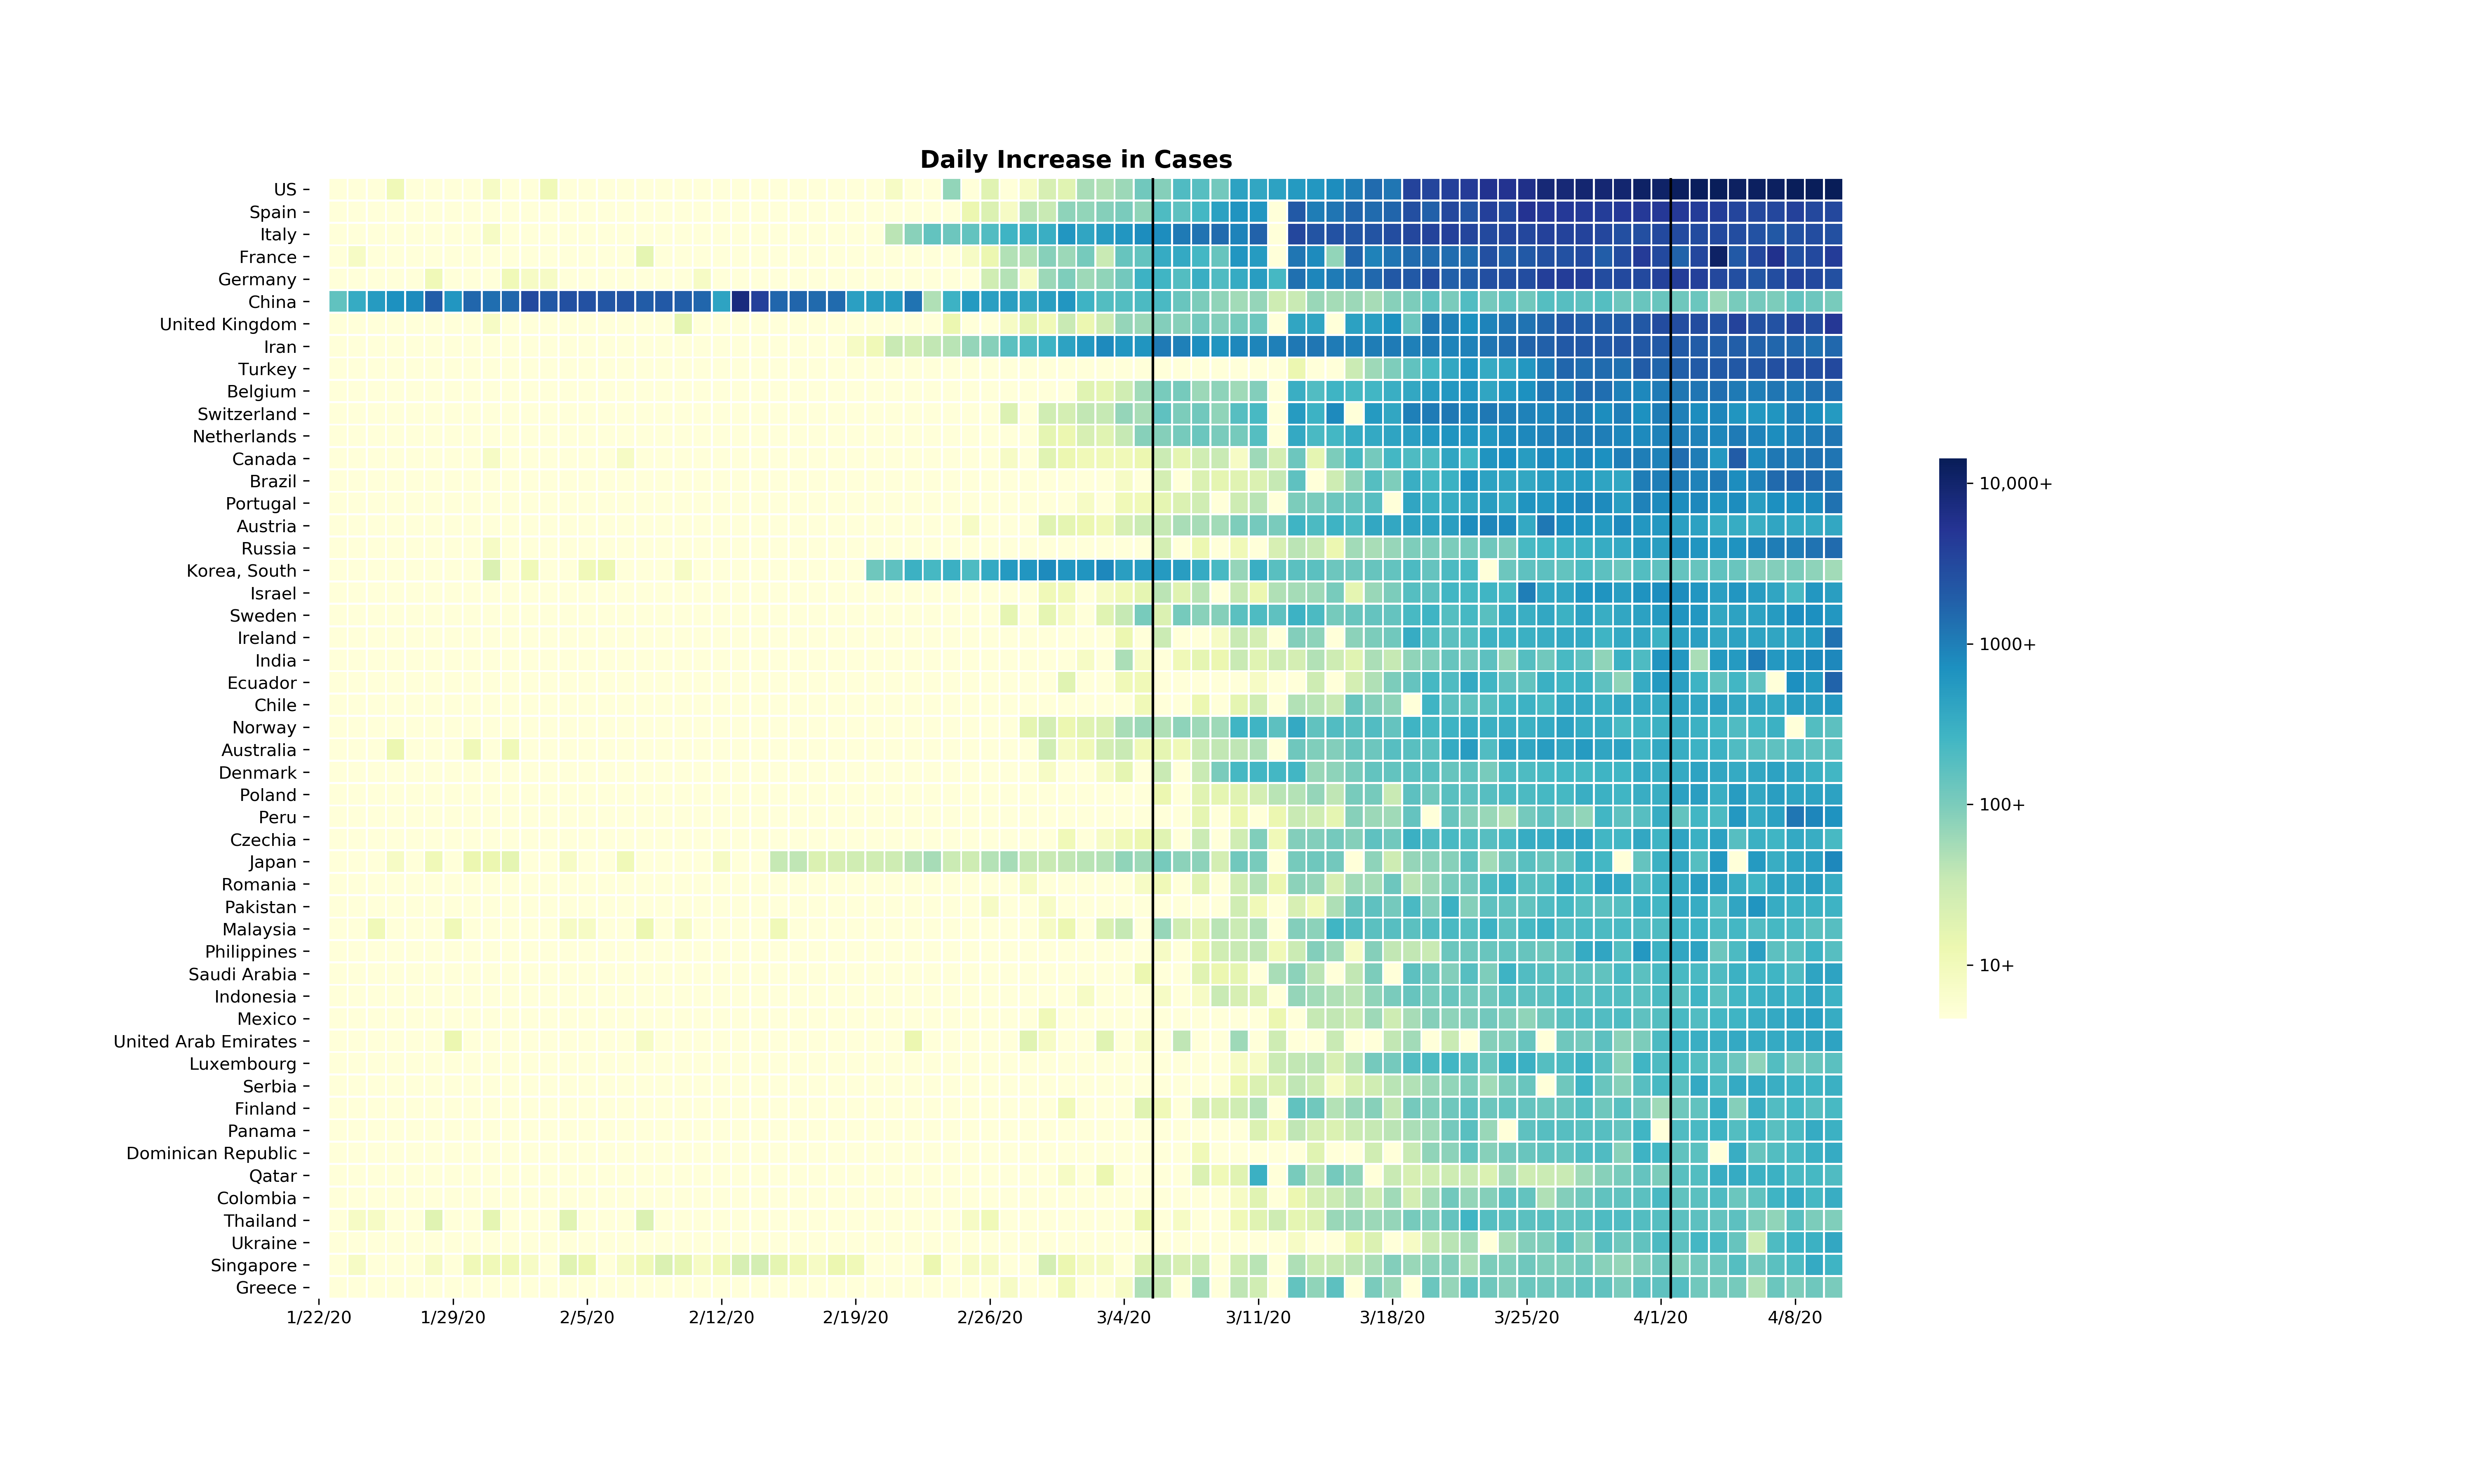 Daily Increase in Cases
US
Spain
Italy
France
Germany
China
United Kingdom
Iran
Turkey
Belgium
Switzerland
Netherlands
Canada
Brazil
Portugal
Austria
Russia
Korea, South
Israel
Sweden
Ireland
India
Ecuador
Chile
Norway
Australia
Denmark
Poland
Peru
Czechia
Japan
Romania
Pakistan
Malaysia
Philippines
Saudi Arabia
Indonesia
Mexico
United Arab Emirates
Luxembourg
Serbia
Finland
Panama
Dominican Republic
Qatar
Colombia
Thailand
Ukraine
Singapore
Greece
1/22/20 1/29/20 2/5/20 2/12/20 2/19/20 2/26/20 3/4/20 3/11/20 3/18/20 3/25/20 4/1/20 4/8/20
10,000+
1000+
100+
10+